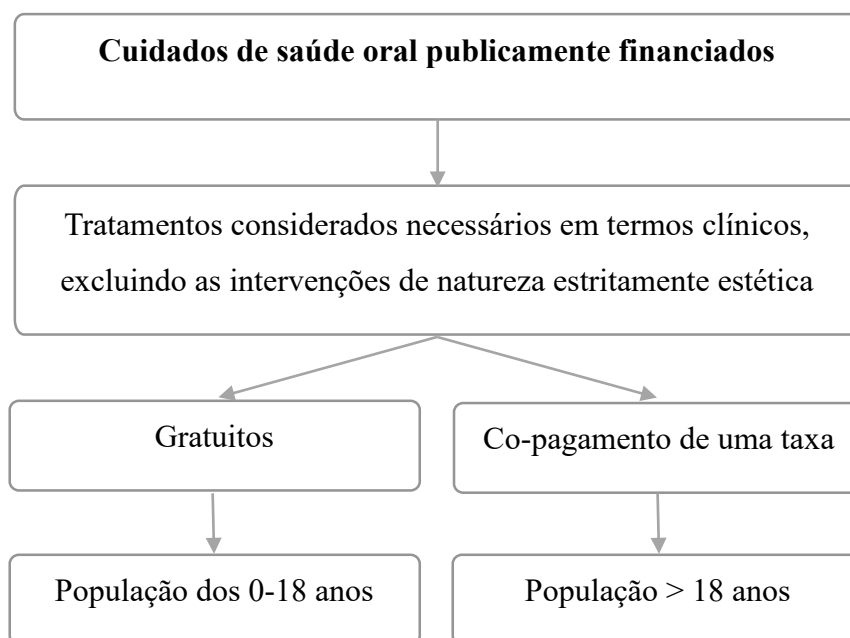 Cuidados de saúde oral publicamente financiados
Tratamentos considerados necessários em termos clínicos,
excluindo as intervenções de natureza estritamente estética
Gratuitos
Co-pagamento de uma taxa
População dos 0-18 anos
População > 18 anos